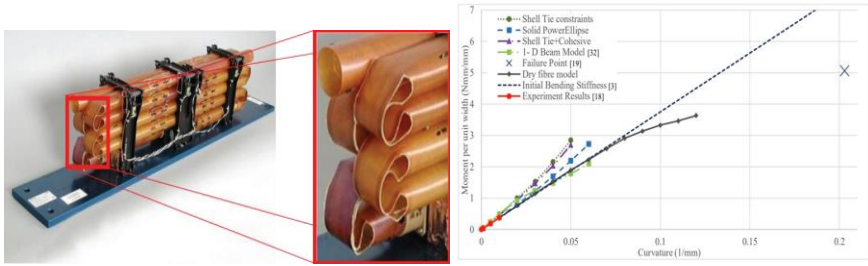 7
6
5
4
3
2
1
0
Moment per unit width (Nmm/mm)
Shell Tie constraints
Solid PowerEllipse
Shell Tie+Cohesive
1- D Beam Model [32]
Failure Point [19]
Dry fibre model
Initial Bending Stiffness [3]
Experiment Results [18]
0 0.05 0.1 0.15 0.2
Curvature (1/mm)